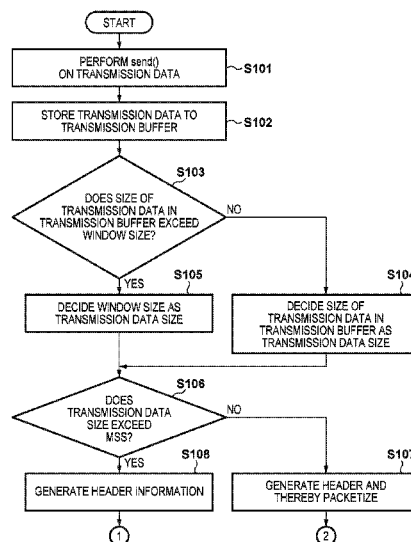 START
PERFORM send()
ON TRANSMISSION DATA
S101
STORE TRANSMISSION DATA TO
TRANSMISSION BUFFER
S102
S103
DOES SIZE OF
TRANSMISSION DATA IN
TRANSMISSION BUFFER EXCEED
WINDOW SIZE?
NO
YES
S105
S104
DECIDE WINDOW SIZE AS
TRANSMISSION DATA SIZE
DECIDE SIZE OF
TRANSMISSION DATA IN
TRANSMISSION BUFFER AS
TRANSMISSION DATA SIZE
S106
DOES
TRANSMISSION DATA
SIZE EXCEED
MSS?
NO
YES
S108
S107
GENERATE HEADER INFORMATION
GENERATE HEADER AND
THEREBY PACKETIZE
1
2